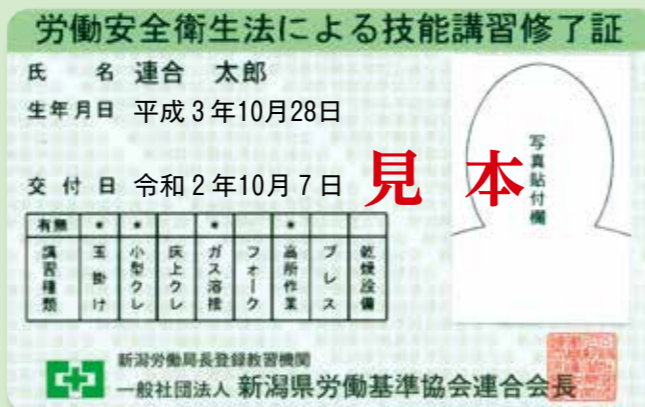 労働安全衛生法による技能講習修了証
氏 名 連合 太郎
生年月日 平成3年10月28日
交付日 令和2年10月7日
見本
写真貼付欄
有無 * * * *
講習種類 玉掛け 小型クレ 床上クレ ガス溶接 フォーク 高所作業 プレス 乾燥設備
新潟労働局長登録教習機関
一般社団法人 新潟県労働基準協会連合会長